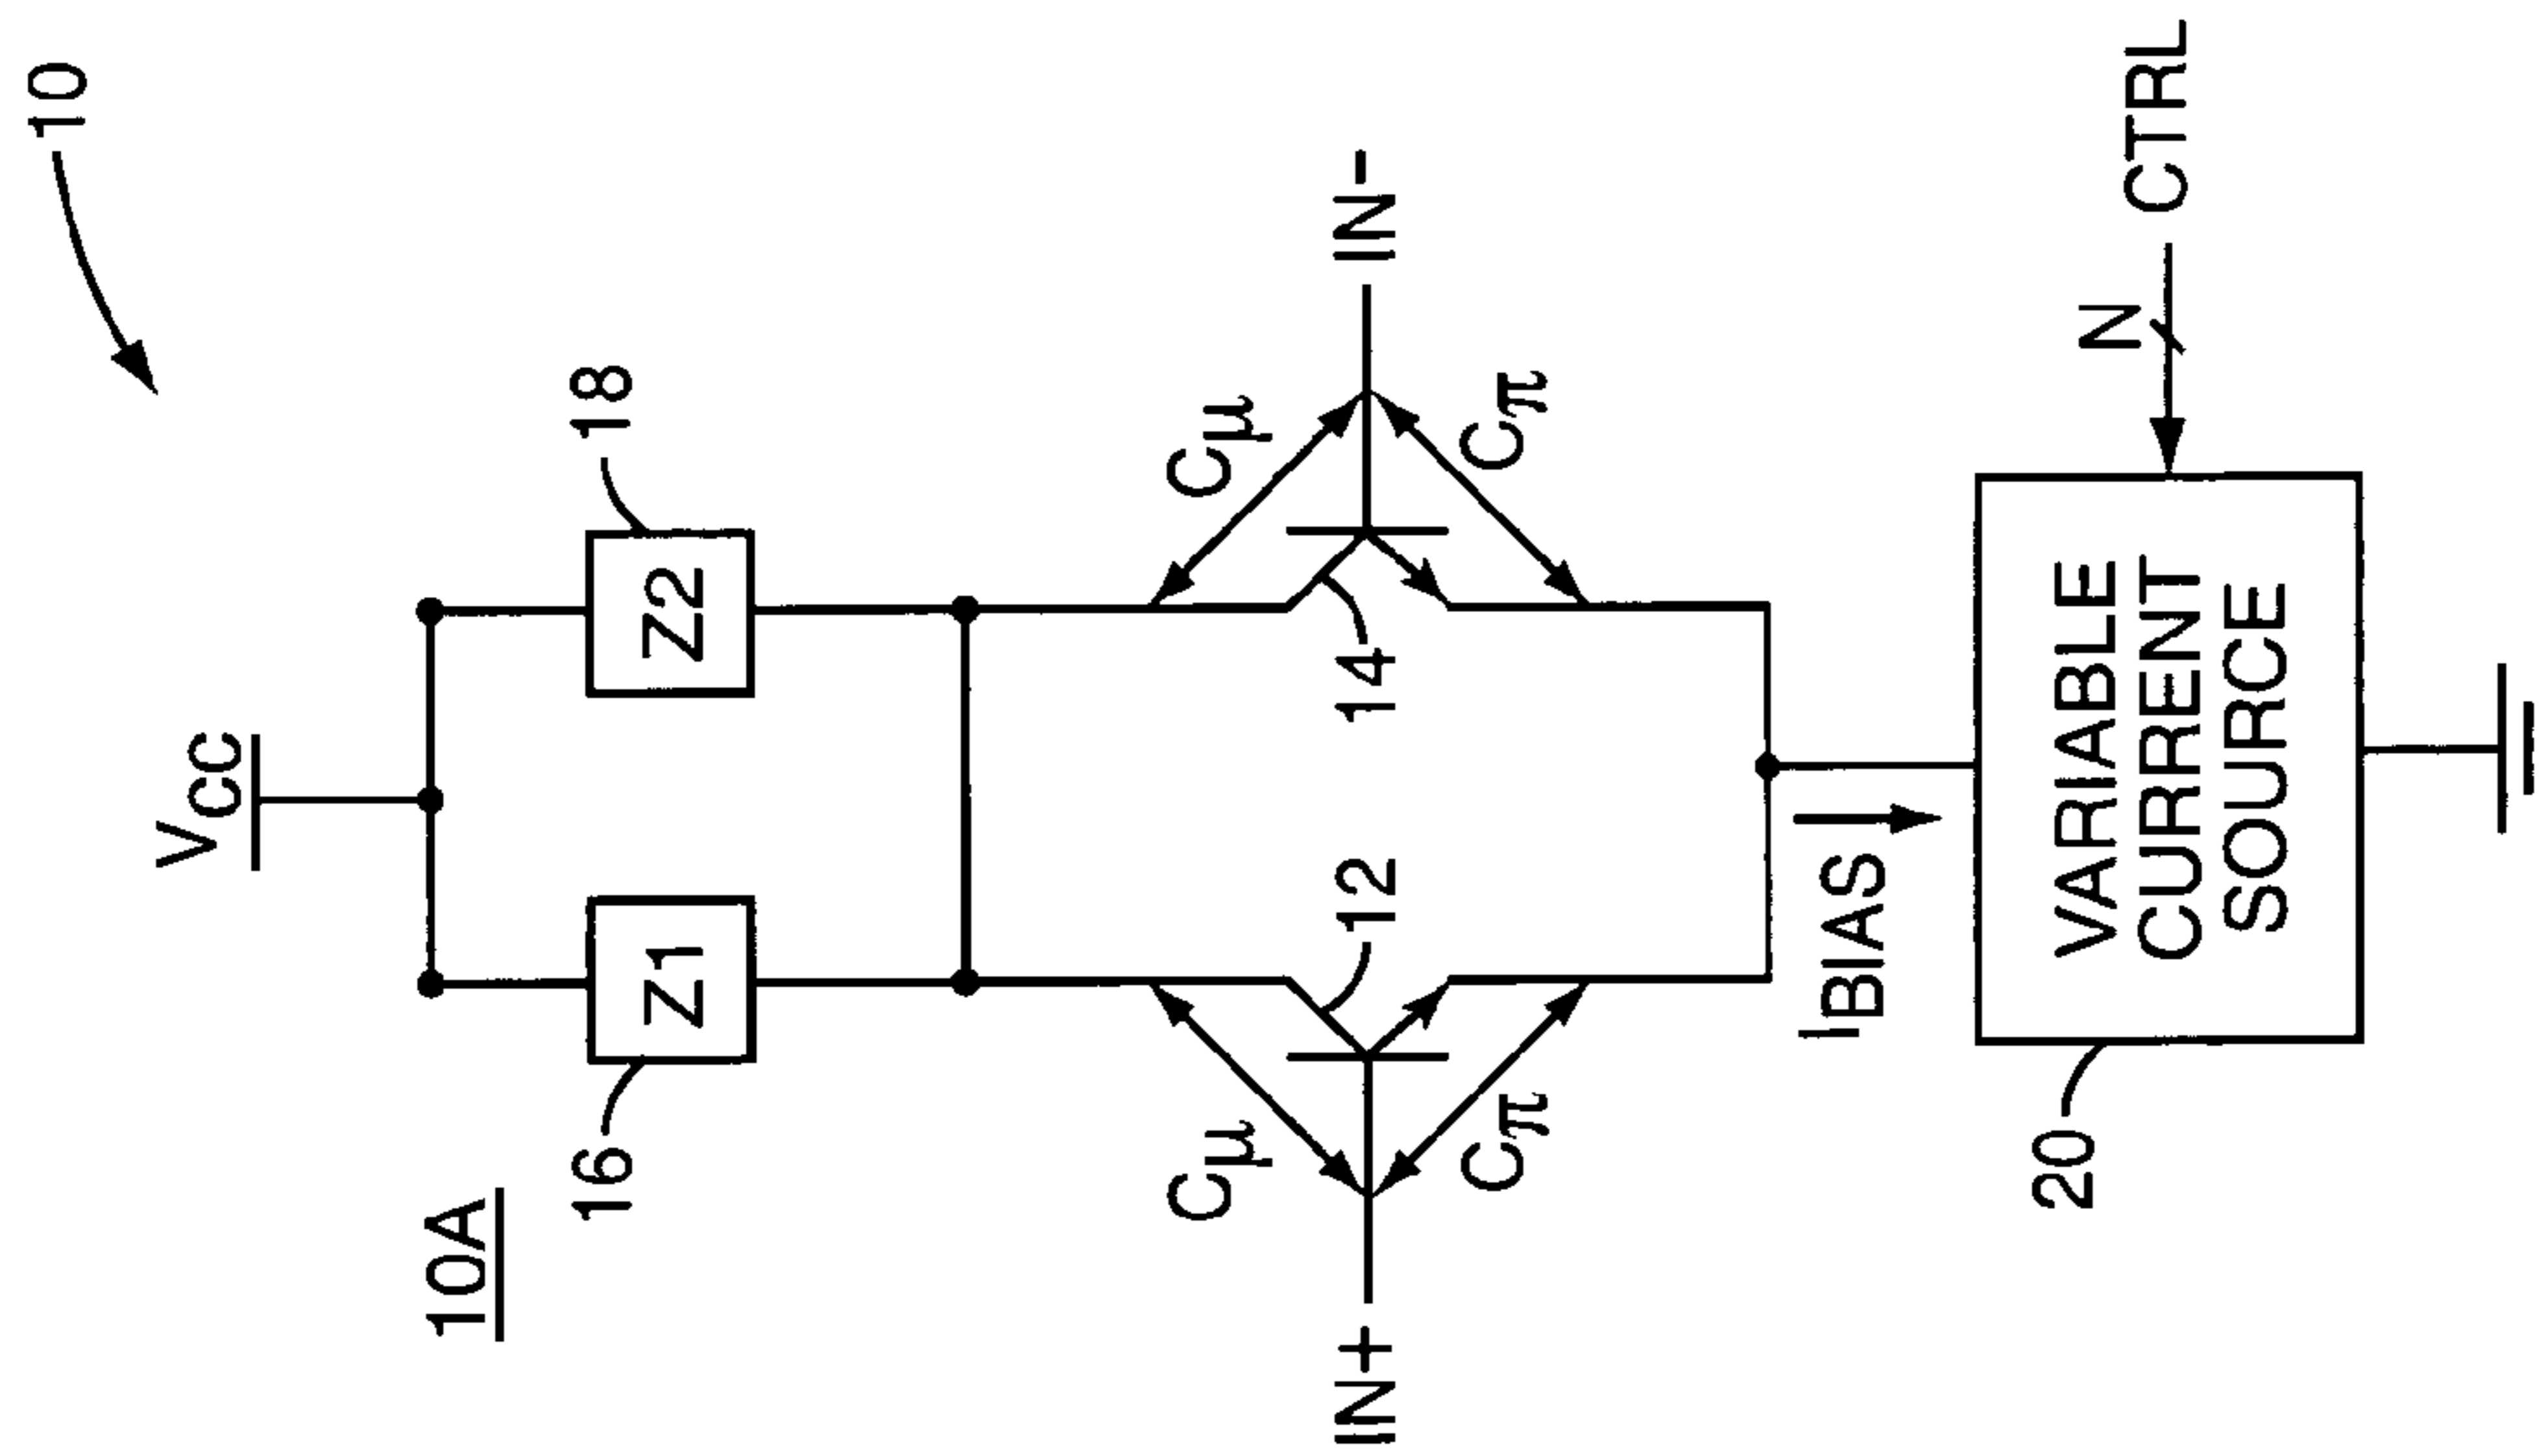 10
10A
VCC
16
Z1
18
Z2
Cμ
Cμ
IN+
12
14
IN-
Cπ
Cπ
IBIAS
20
VARIABLE
CURRENT
SOURCE
N
CTRL